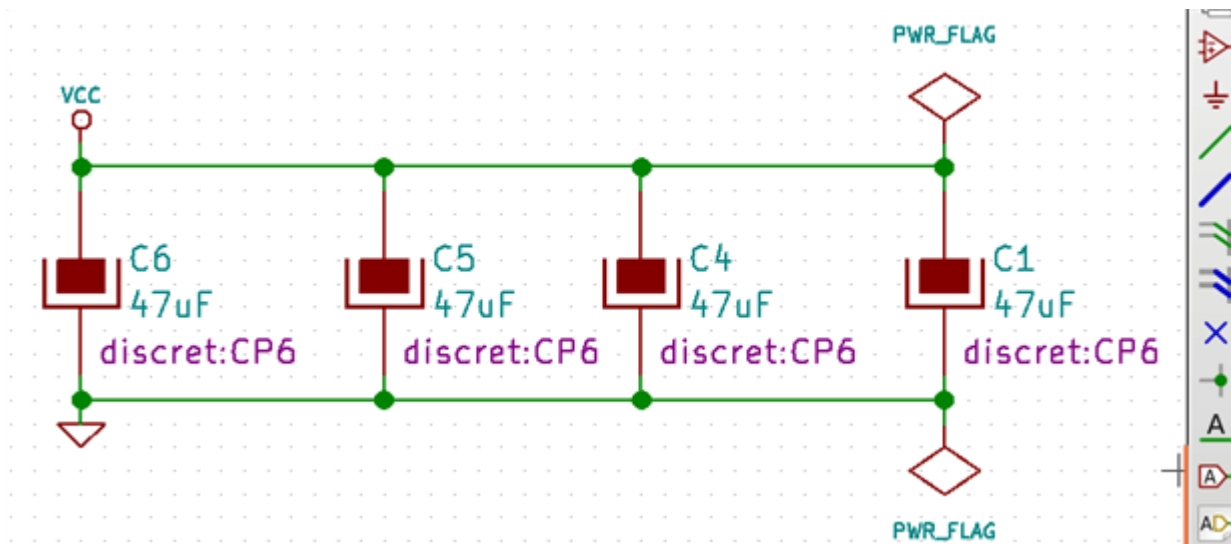 PWR_FLAG
VCC
C6
47uF
discret:CP6
C5
47uF
discret:CP6
C4
47uF
discret:CP6
C1
47uF
discret:CP6
PWR_FLAG
A
A
AD